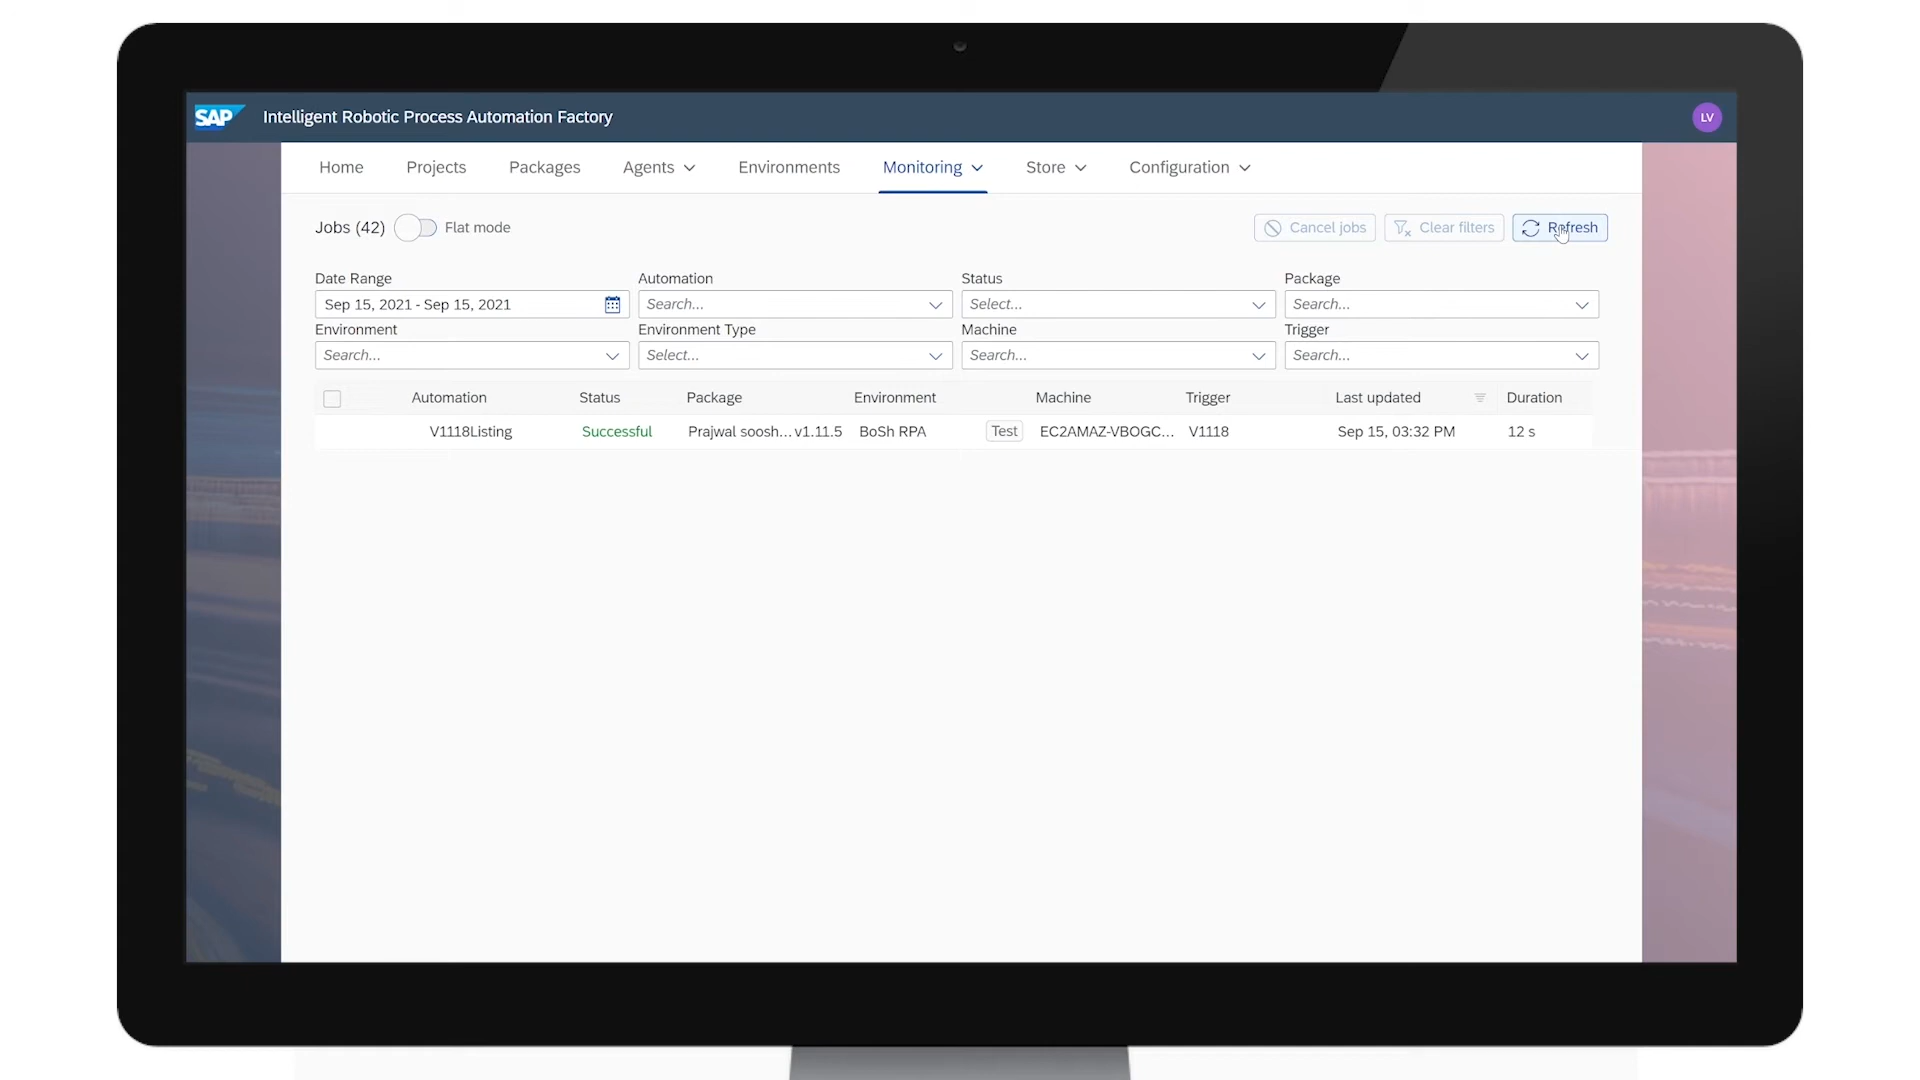 SAP Intelligent Robotic Process Automation Factory LV
Home Projects Packages Agents Environments Monitoring Store Configuration
Jobs (42) Flat mode Cancel jobs Clear filters Refresh
Date Range Automation Status Package
Sep 15, 2021 - Sep 15, 2021 Search... Select... Search...
Environment Environment Type Machine Trigger
Search... Select... Search... Search...
Automation Status Package Environment Machine Trigger Last updated Duration
V1118Listing Successful Prajwal soosh... v1.11.5 BoSh RPA Test EC2AMAZ-VBOGC... V1118 Sep 15, 03:32 PM 12 s